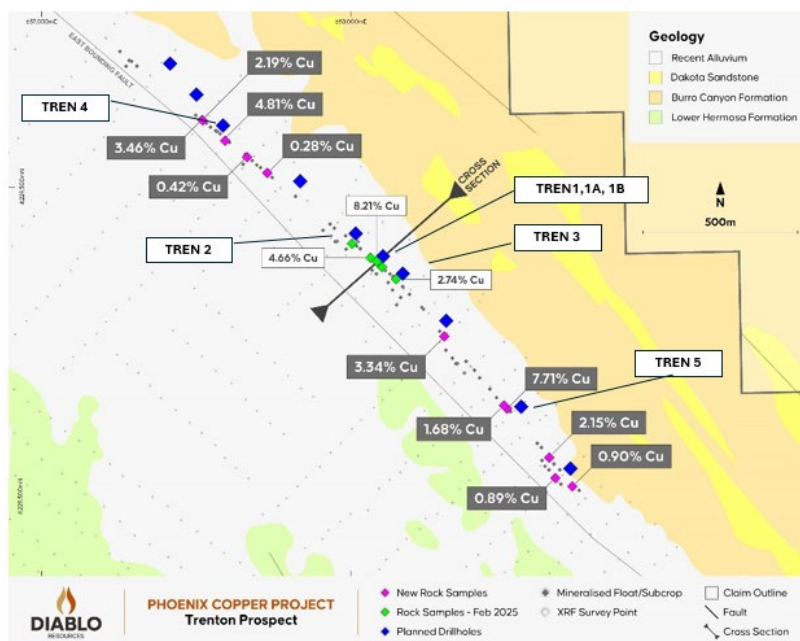 657,000mE
658,000mE
Geology
Recent Alluvium
Dakota Sandstone
Burro Canyon Formation
Lower Hermosa Formation
EAST BOUNDING FAULT
2.19% Cu
TREN 4
4.81% Cu
3.46% Cu
0.28% Cu
0.42% Cu
CROSS
SECTION
TREN1,1A, 1B
N
500m
8.21% Cu
TREN 2
TREN 3
4.66% Cu
2.74% Cu
3.34% Cu
TREN 5
7.71% Cu
1.68% Cu
2.15% Cu
0.90% Cu
0.89% Cu
DIABLO
RESOURCES
PHOENIX COPPER PROJECT
Trenton Prospect
New Rock Samples
Rock Samples - Feb 2025
Planned Drillholes
Mineralised Float/Subcrop
XRF Survey Point
Claim Outline
Fault
Cross Section